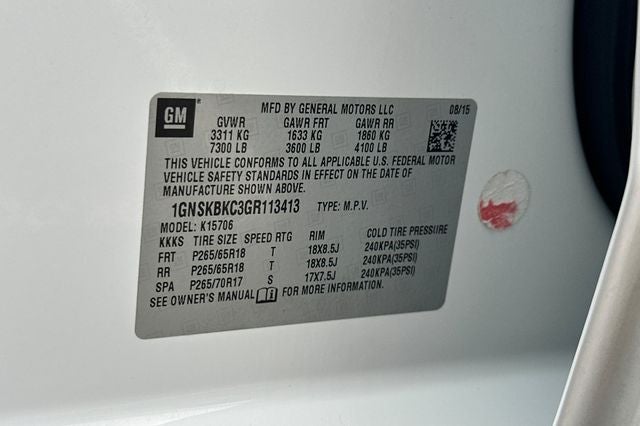 GM
MFD BY GENERAL MOTORS LLC 08/15
GVWR GAWR FRT GAWR RR
3311 KG 1633 KG 1860 KG
7300 LB 3600 LB 4100 LB
THIS VEHICLE CONFORMS TO ALL APPLICABLE U.S. FEDERAL MOTOR
VEHICLE SAFETY STANDARDS IN EFFECT ON THE DATE OF
MANUFACTURE SHOWN ABOVE.
1GNSKBKC3GR113413 TYPE: M.P.V.
MODEL: K15706
KKKS TIRE SIZE SPEED RTG RIM COLD TIRE PRESSURE
FRT P265/65R18 T 18X8.5J 240KPA(35PSI)
RR P265/65R18 T 18X8.5J 240KPA(35PSI)
SPA P265/70R17 S 17X7.5J 240KPA(35PSI)
SEE OWNER'S MANUAL FOR MORE INFORMATION.